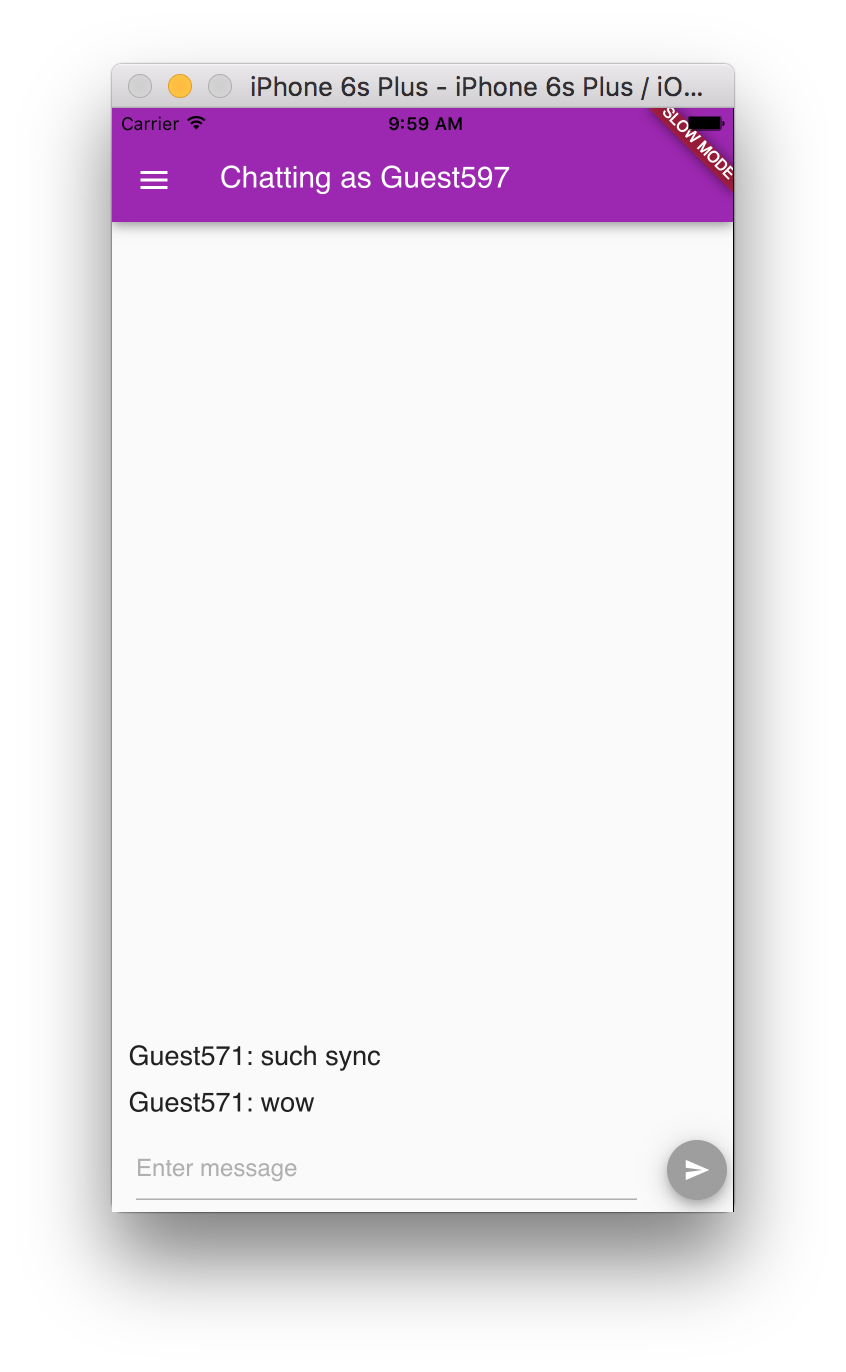 iPhone 6s Plus - iPhone 6s Plus / iO...
Carrier 9:59 AM
SLOW MODE
Chatting as Guest597
Guest571: such sync
Guest571: wow
Enter message